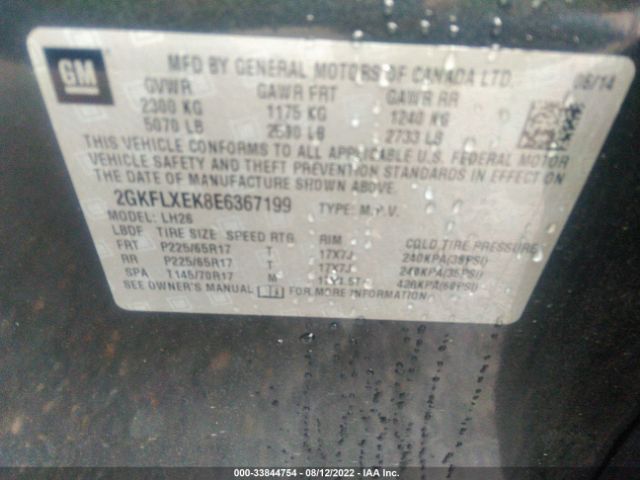 GM
MFD BY GENERAL MOTORS OF CANADA LTD. 05/14
GVWR GAWR FRT GAWR RR
2300 KG 1175 KG 1240 KG
5070 LB 2590 LB 2733 LB
THIS VEHICLE CONFORMS TO ALL APPLICABLE U.S. FEDERAL MOTOR
VEHICLE SAFETY AND THEFT PREVENTION STANDARDS IN EFFECT ON
THE DATE OF MANUFACTURE SHOWN ABOVE.
2GKFLXEK8E6367199 TYPE: M.P.V.
MODEL: LH26
LBDF TIRE SIZE SPEED RTG RIM COLD TIRE PRESSURE
FRT P225/65R17 T 17X7J 240KPA(35PSI)
RR P225/65R17 T 17X7J 240KPA(35PSI)
SPA T145/70R17 M 420KPA(60PSI)
SEE OWNER'S MANUAL FOR MORE INFORMATION.
000-33844754 - 08/12/2022 - IAA Inc.